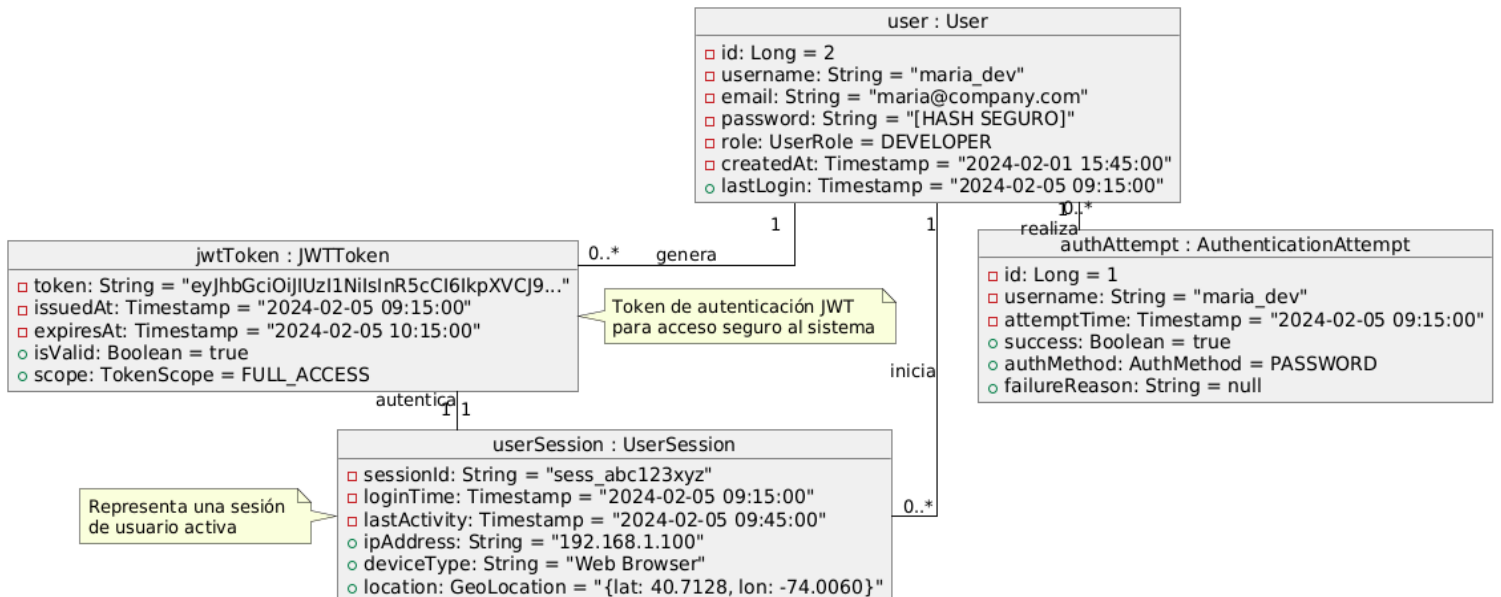 user : User
id: Long = 2
username: String = "maria_dev"
email: String = "maria@company.com"
password: String = "[HASH SEGURO]"
role: UserRole = DEVELOPER
createdAt: Timestamp = "2024-02-01 15:45:00"
lastLogin: Timestamp = "2024-02-05 09:15:00"
1
1
1
0..*
realiza
0..*
genera
jwtToken : JWTToken
token: String = "eyJhbGciOiJIUzI1NiIsInR5cCI6IkpXVCJ9..."
issuedAt: Timestamp = "2024-02-05 09:15:00"
expiresAt: Timestamp = "2024-02-05 10:15:00"
isValid: Boolean = true
scope: TokenScope = FULL_ACCESS
Token de autenticación JWT
para acceso seguro al sistema
authAttempt : AuthenticationAttempt
id: Long = 1
username: String = "maria_dev"
attemptTime: Timestamp = "2024-02-05 09:15:00"
success: Boolean = true
authMethod: AuthMethod = PASSWORD
failureReason: String = null
inicia
autentica
1
1
userSession : UserSession
sessionId: String = "sess_abc123xyz"
loginTime: Timestamp = "2024-02-05 09:15:00"
lastActivity: Timestamp = "2024-02-05 09:45:00"
ipAddress: String = "192.168.1.100"
deviceType: String = "Web Browser"
location: GeoLocation = "{lat: 40.7128, lon: -74.0060}"
0..*
Representa una sesión
de usuario activa